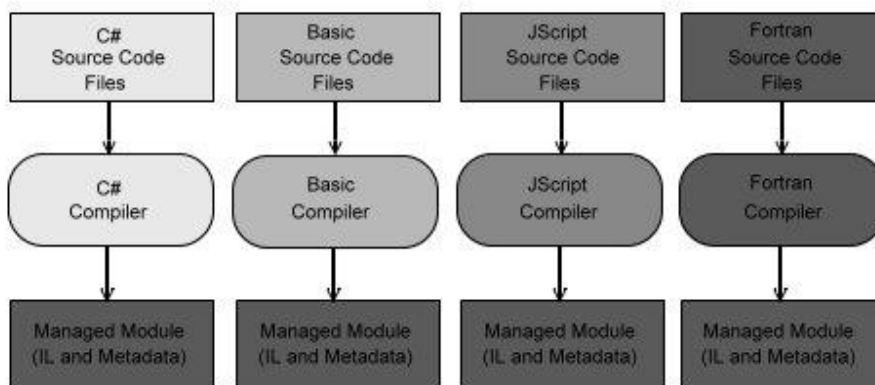 C#
Source Code
Files
Basic
Source Code
Files
JScript
Source Code
Files
Fortran
Source Code
Files
C#
Compiler
Basic
Compiler
JScript
Compiler
Fortran
Compiler
Managed Module
(IL and Metadata)
Managed Module
(IL and Metadata)
Managed Module
(IL and Metadata)
Managed Module
(IL and Metadata)